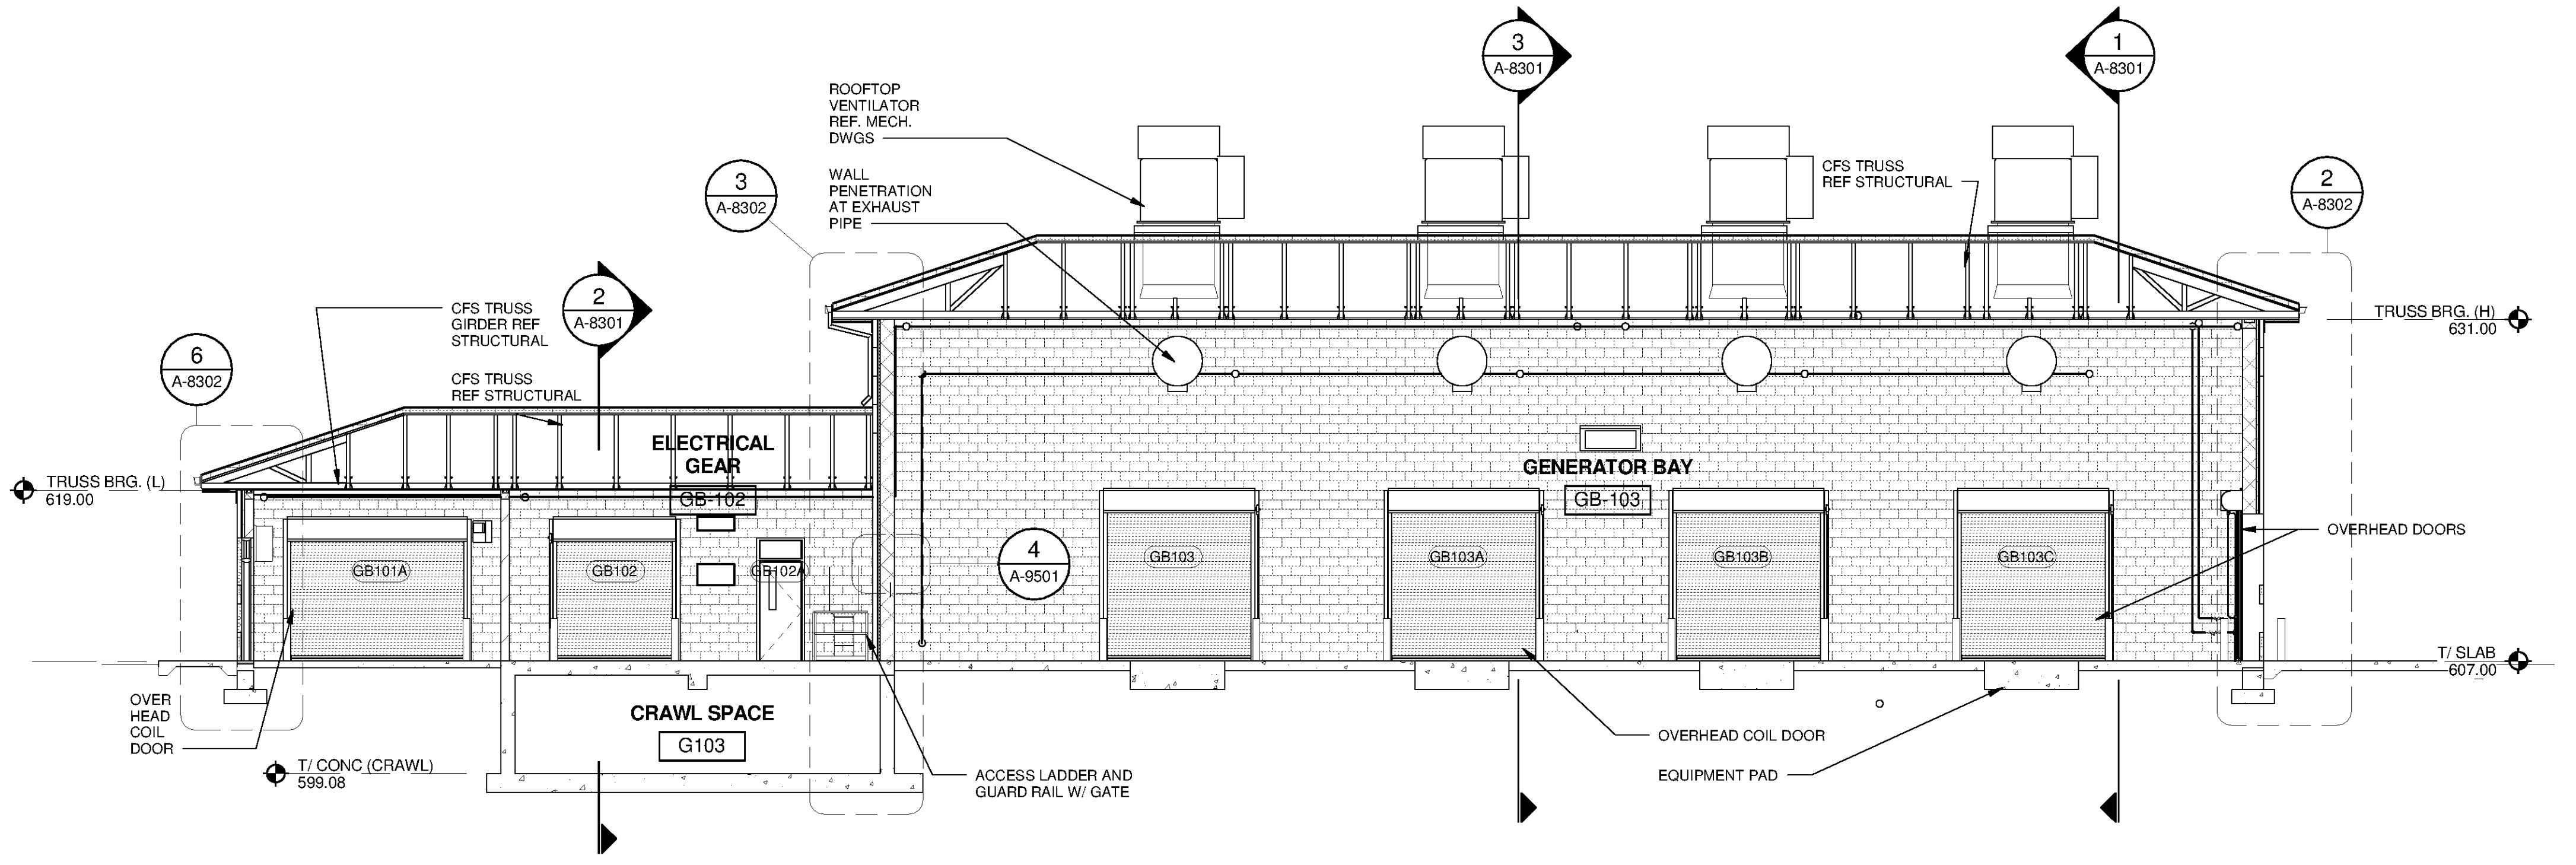 3
A-8301
1
A-8301
ROOFTOP
VENTILATOR
REF. MECH.
DWGS
3
A-8302
WALL
PENETRATION
AT EXHAUST
PIPE
CFS TRUSS
REF STRUCTURAL
2
A-8302
2
A-8301
CFS TRUSS
GIRDER REF
STRUCTURAL
TRUSS BRG. (H)
631.00
6
A-8302
CFS TRUSS
REF STRUCTURAL
ELECTRICAL
GEAR
GB-102
GENERATOR BAY
GB-103
TRUSS BRG. (L)
619.00
OVERHEAD DOORS
4
A-9501
GB101A
GB102
GB102A
GB103
GB103A
GB103B
GB103C
T/ SLAB
607.00
OVER
HEAD
COIL
DOOR
CRAWL SPACE
G103
OVERHEAD COIL DOOR
T/ CONC (CRAWL)
599.08
ACCESS LADDER AND
GUARD RAIL W/ GATE
EQUIPMENT PAD